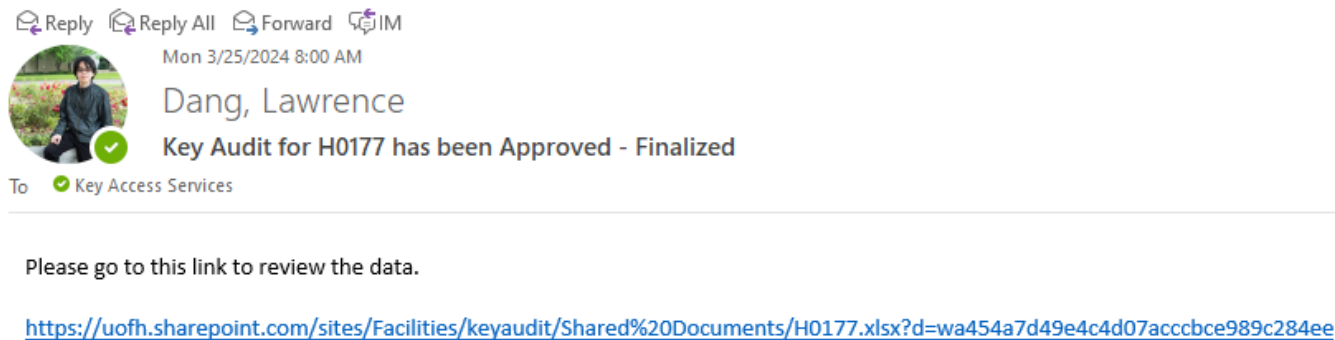 Reply Reply All Forward IM
Mon 3/25/2024 8:00 AM
Dang, Lawrence
Key Audit for H0177 has been Approved - Finalized
To Key Access Services
Please go to this link to review the data.
https://uofh.sharepoint.com/sites/Facilities/keyaudit/Shared%20Documents/H0177.xlsx?d=wa454a7d49e4c4d07acccbce989c284ee